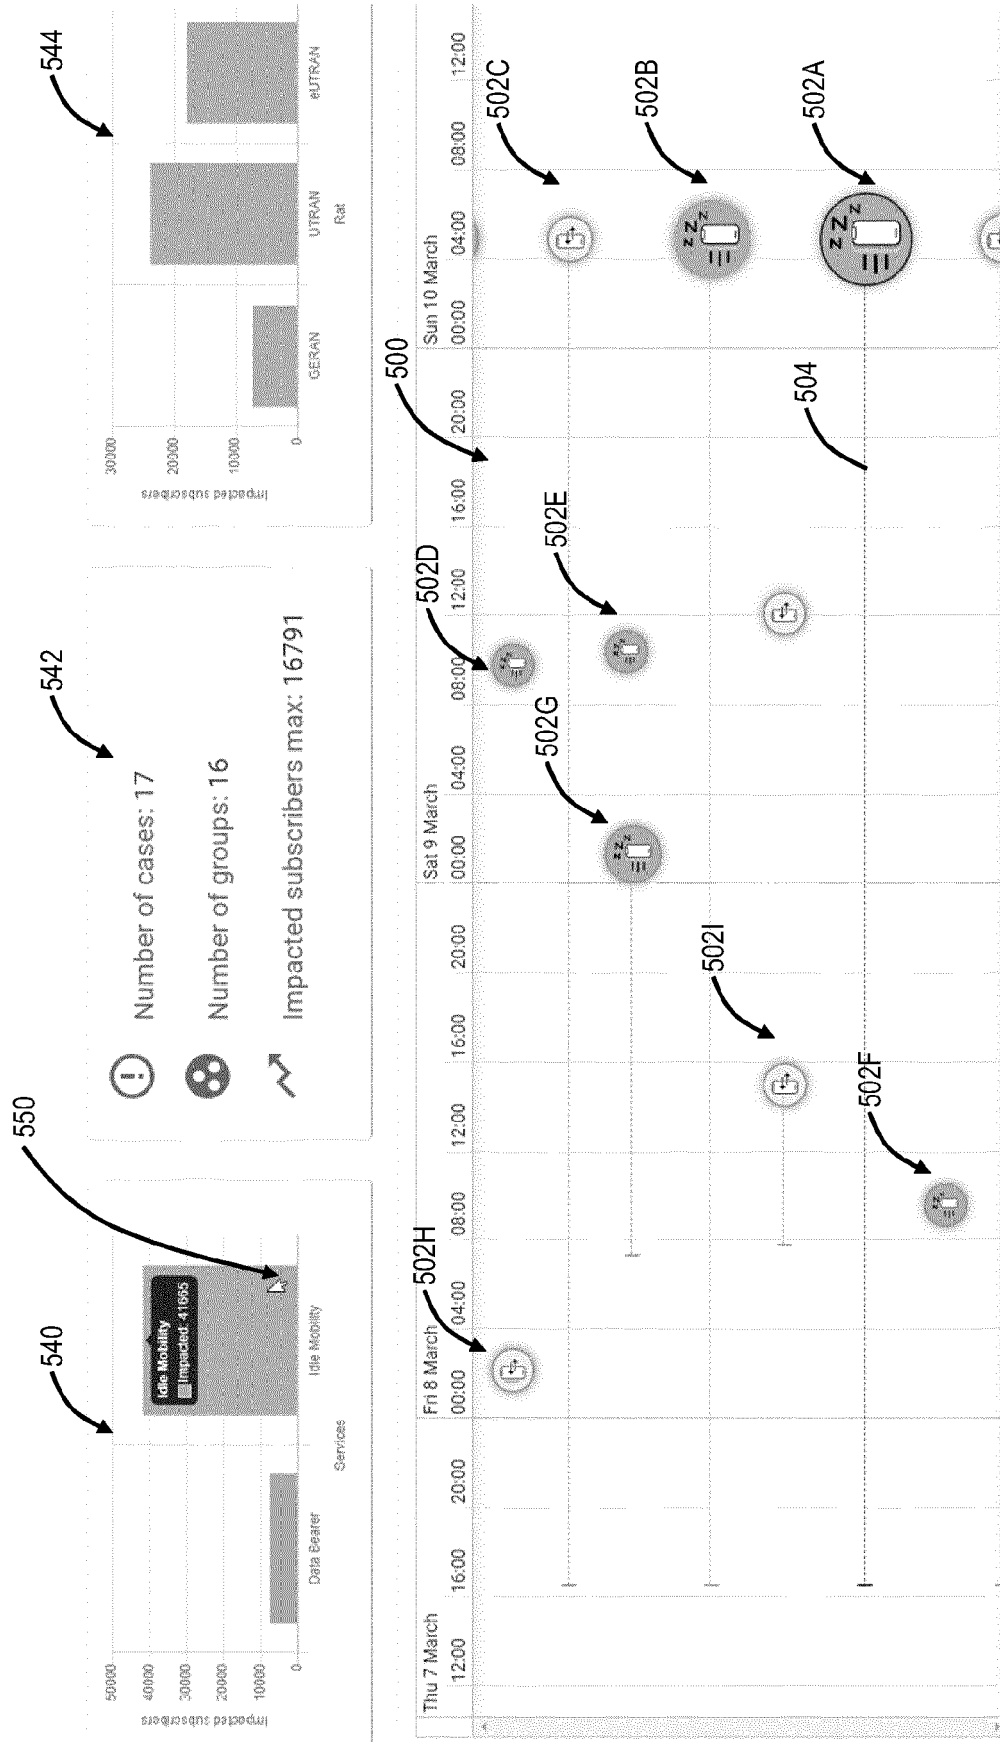 540
550
50000
40000
30000
20000
10000
0
Impacted subscribers
Idle Mobility
Impacted: 41665
Data Bearer
Idle Mobility
Services
542
Number of cases: 17
Number of groups: 16
Impacted subscribers max: 16791
544
30000
20000
10000
0
Impacted subscribers
GERAN
UTRAN
eUTRAN
Rat
500
Thu 7 March
Fri 8 March
Sat 9 March
Sun 10 March
12:00
16:00
20:00
00:00
04:00
08:00
12:00
16:00
20:00
00:00
04:00
08:00
12:00
16:00
20:00
00:00
04:00
08:00
12:00
502H
502D
502C
502G
502E
502B
502I
504
502A
502F
z z z
z z z
z z z
z z z
z z z
z z z